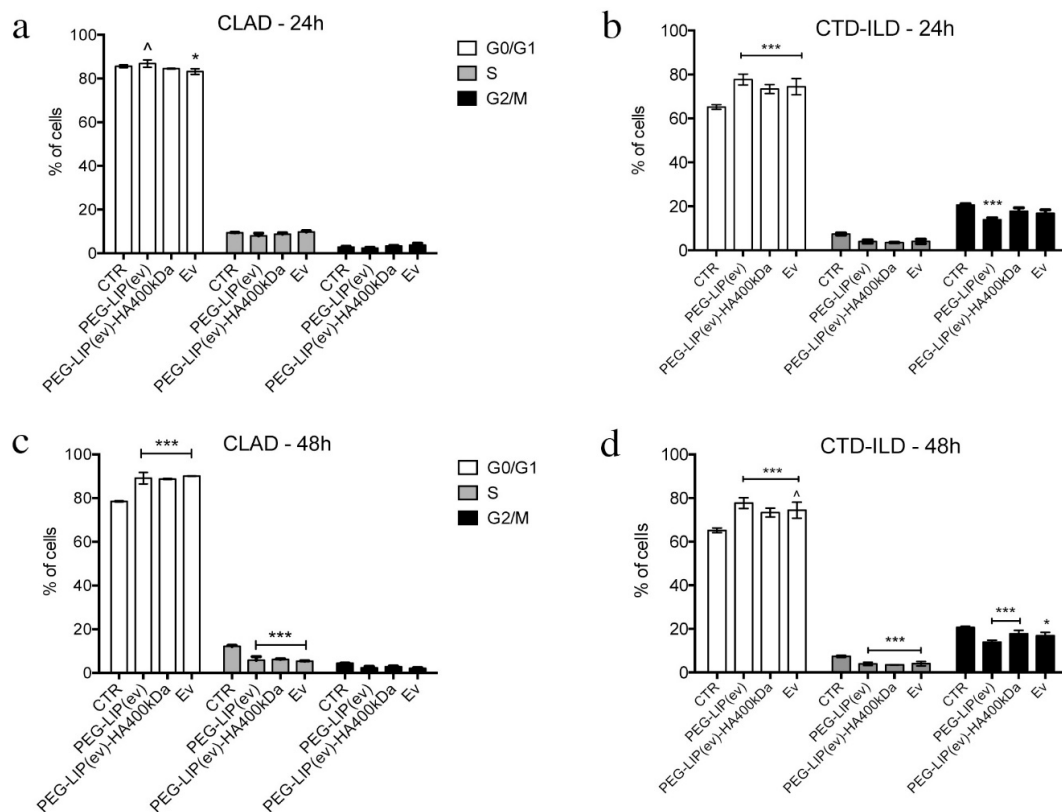 a
CLAD - 24h
% of cells
100
80
60
40
20
0
^
*
G0/G1
S
G2/M
CTR
PEG-LIP(ev)
PEG-LIP(ev)-HA400kDa
Ev
CTR
PEG-LIP(ev)
PEG-LIP(ev)-HA400kDa
Ev
CTR
PEG-LIP(ev)
PEG-LIP(ev)-HA400kDa
Ev
b
CTD-ILD - 24h
% of cells
100
80
60
40
20
0
***
***
CTR
PEG-LIP(ev)
PEG-LIP(ev)-HA400kDa
Ev
CTR
PEG-LIP(ev)
PEG-LIP(ev)-HA400kDa
Ev
CTR
PEG-LIP(ev)
PEG-LIP(ev)-HA400kDa
Ev
c
CLAD - 48h
% of cells
100
80
60
40
20
0
***
***
G0/G1
S
G2/M
CTR
PEG-LIP(ev)
PEG-LIP(ev)-HA400kDa
Ev
CTR
PEG-LIP(ev)
PEG-LIP(ev)-HA400kDa
Ev
CTR
PEG-LIP(ev)
PEG-LIP(ev)-HA400kDa
Ev
d
CTD-ILD - 48h
% of cells
100
80
60
40
20
0
***
^
***
***
*
CTR
PEG-LIP(ev)
PEG-LIP(ev)-HA400kDa
Ev
CTR
PEG-LIP(ev)
PEG-LIP(ev)-HA400kDa
Ev
CTR
PEG-LIP(ev)
PEG-LIP(ev)-HA400kDa
Ev